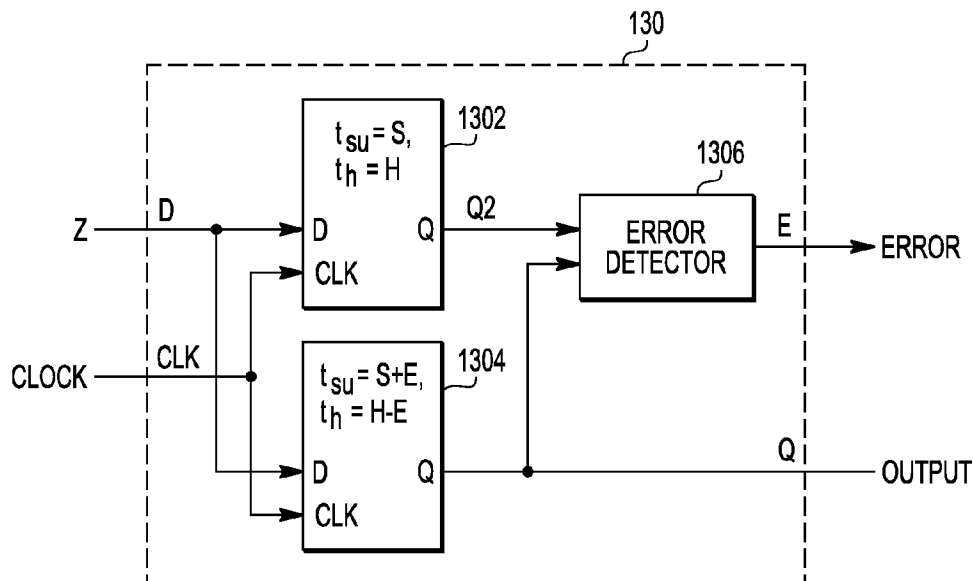 130
1302
t_su = S,
t_h = H
D
Q
CLK
Q2
1306
ERROR
DETECTOR
E
ERROR
Z
D
CLOCK
CLK
1304
t_su = S+E,
t_h = H-E
D
Q
CLK
Q
OUTPUT